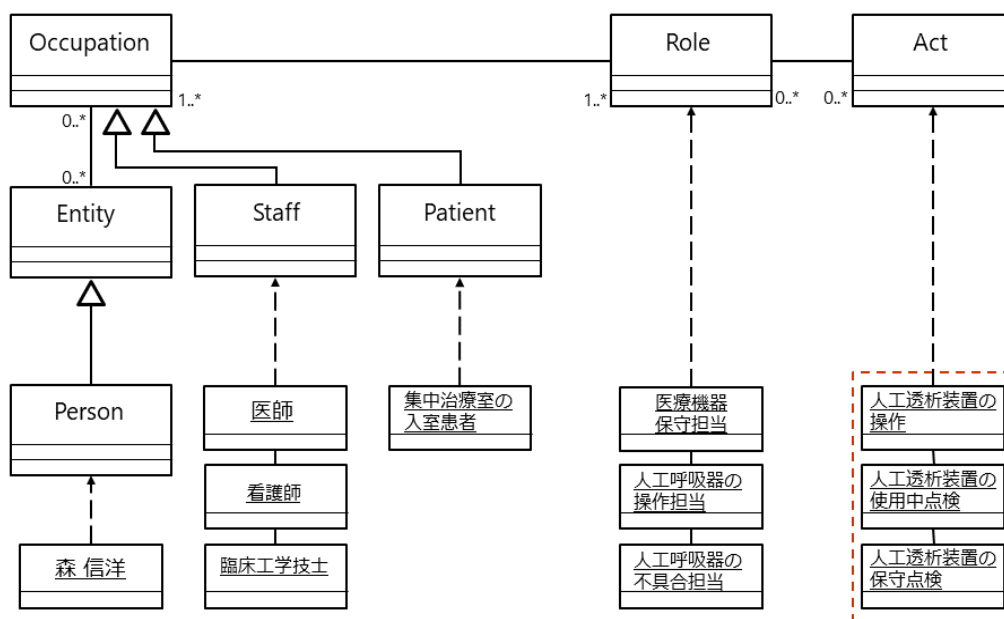 Occupation
Role
Act
1..*
1..*
0..*
0..*
0..*
0..*
Entity
Staff
Patient
Person
医師
集中治療室の
入室患者
医療機器
保守担当
人工透析装置の
操作
看護師
人工呼吸器の
操作担当
人工透析装置の
使用中点検
森 信洋
臨床工学技士
人工呼吸器の
不具合担当
人工透析装置の
保守点検